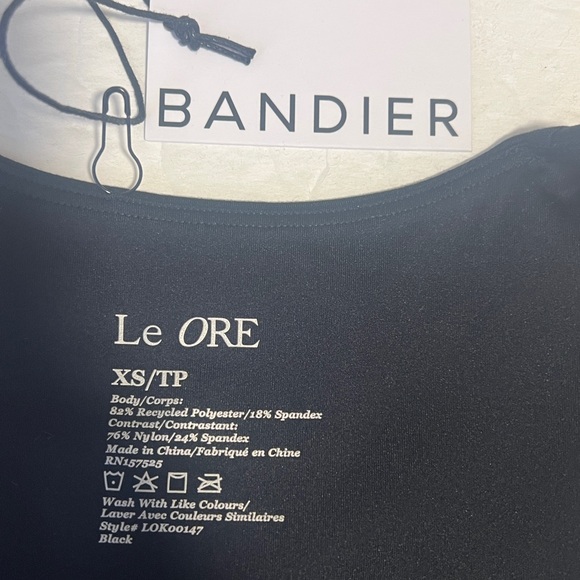 BANDIER
Le ORE
XS/TP
Body/Corps:
82% Recycled Polyester/18% Spandex
Contrast/Contrastant:
76% Nylon/24% Spandex
Made in China/Fabriqué en Chine
RN157525
Wash With Like Colours/
Laver Avec Couleurs Similaires
Style# LOK00147
Black